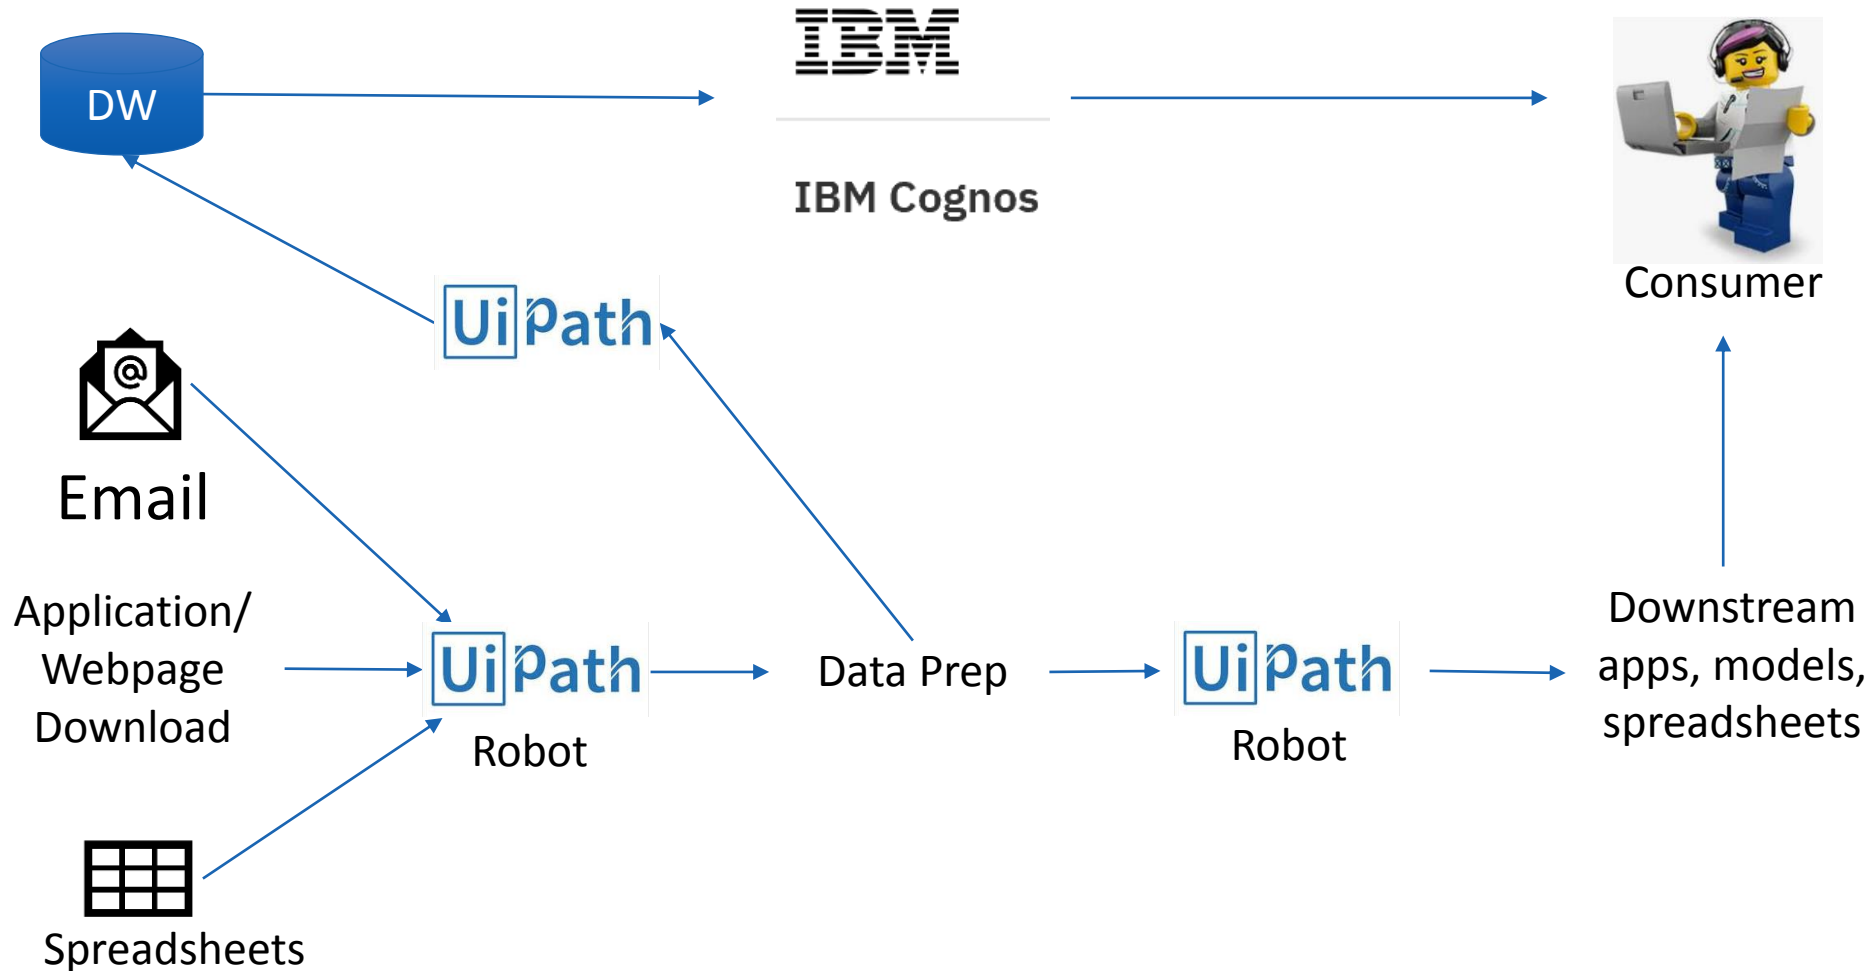 IBM
DW
IBM Cognos
Consumer
UiPath
@
Email
Application/
Webpage
Download
UiPath
Robot
Data Prep
UiPath
Robot
Downstream
apps, models,
spreadsheets
Spreadsheets